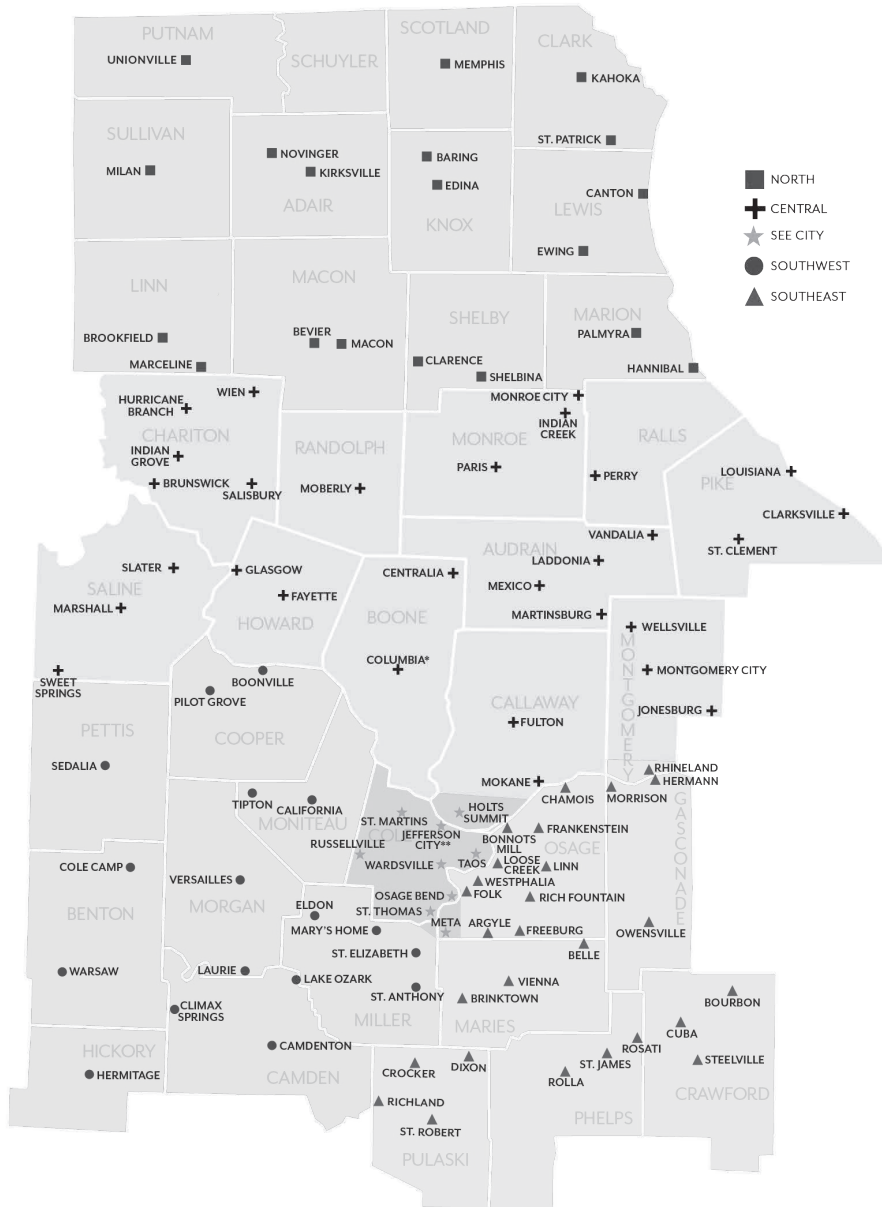 PUTNAM
UNIONVILLE
SCHUYLER
SCOTLAND
MEMPHIS
CLARK
KAHOKA
ST. PATRICK
SULLIVAN
MILAN
NOVINGER
KIRKSVILLE
ADAIR
BARING
EDINA
KNOX
CANTON
LEWIS
EWING
NORTH
CENTRAL
SEE CITY
SOUTHWEST
SOUTHEAST
LINN
BROOKFIELD
MARCELINE
MACON
BEVIER
MACON
SHELBY
CLARENCE
SHELBINA
MARION
PALMYRA
HANNIBAL
WIEN
HURRICANE
BRANCH
CHARITON
INDIAN
GROVE
BRUNSWICK
SALISBURY
RANDOLPH
MOBERLY
MONROE CITY
INDIAN
CREEK
MONROE
PARIS
RALLS
PERRY
LOUISIANA
PIKE
CLARKSVILLE
ST. CLEMENT
SLATER
SALINE
MARSHALL
SWEET
SPRINGS
GLASGOW
FAYETTE
HOWARD
CENTRALIA
BOONE
COLUMBIA*
VANDALIA
AUDRAIN
LADDONIA
MEXICO
MARTINSBURG
WELLSVILLE
MONTGOMERY
MONTGOMERY CITY
JONESBURG
CALLAWAY
FULTON
MOKANE
BOONVILLE
PILOT GROVE
COOPER
PETTIS
SEDALIA
TIPTON
CALIFORNIA
MONITEAU
ST. MARTINS
COLE
JEFFERSON
CITY**
RUSSELLVILLE
WARDSVILLE
HOLTS
SUMMIT
TAOS
OSAGE BEND
ST. THOMAS
META
RHINELAND
HERMANN
CHAMOIS
MORRISON
GASCONADE
BONNOTS
MILL
FRANKENSTEIN
OSAGE
LOOSE
CREEK
LINN
WESTPHALIA
FOLK
RICH FOUNTAIN
ARGYLE
FREEBURG
BELLE
OWENSVILLE
COLE CAMP
BENTON
WARSAW
VERSAILLES
MORGAN
ELDON
MARY'S HOME
ST. ELIZABETH
LAURIE
LAKE OZARK
ST. ANTHONY
MILLER
CLIMAX
SPRINGS
VIENNA
BRINKTOWN
MARIES
HICKORY
HERMITAGE
CAMDENTON
CAMDEN
CROCKER
DIXON
RICHLAND
ST. ROBERT
PULASKI
ROLLA
ST. JAMES
ROSATI
PHELPS
BOURBON
CUBA
STEELVILLE
CRAWFORD